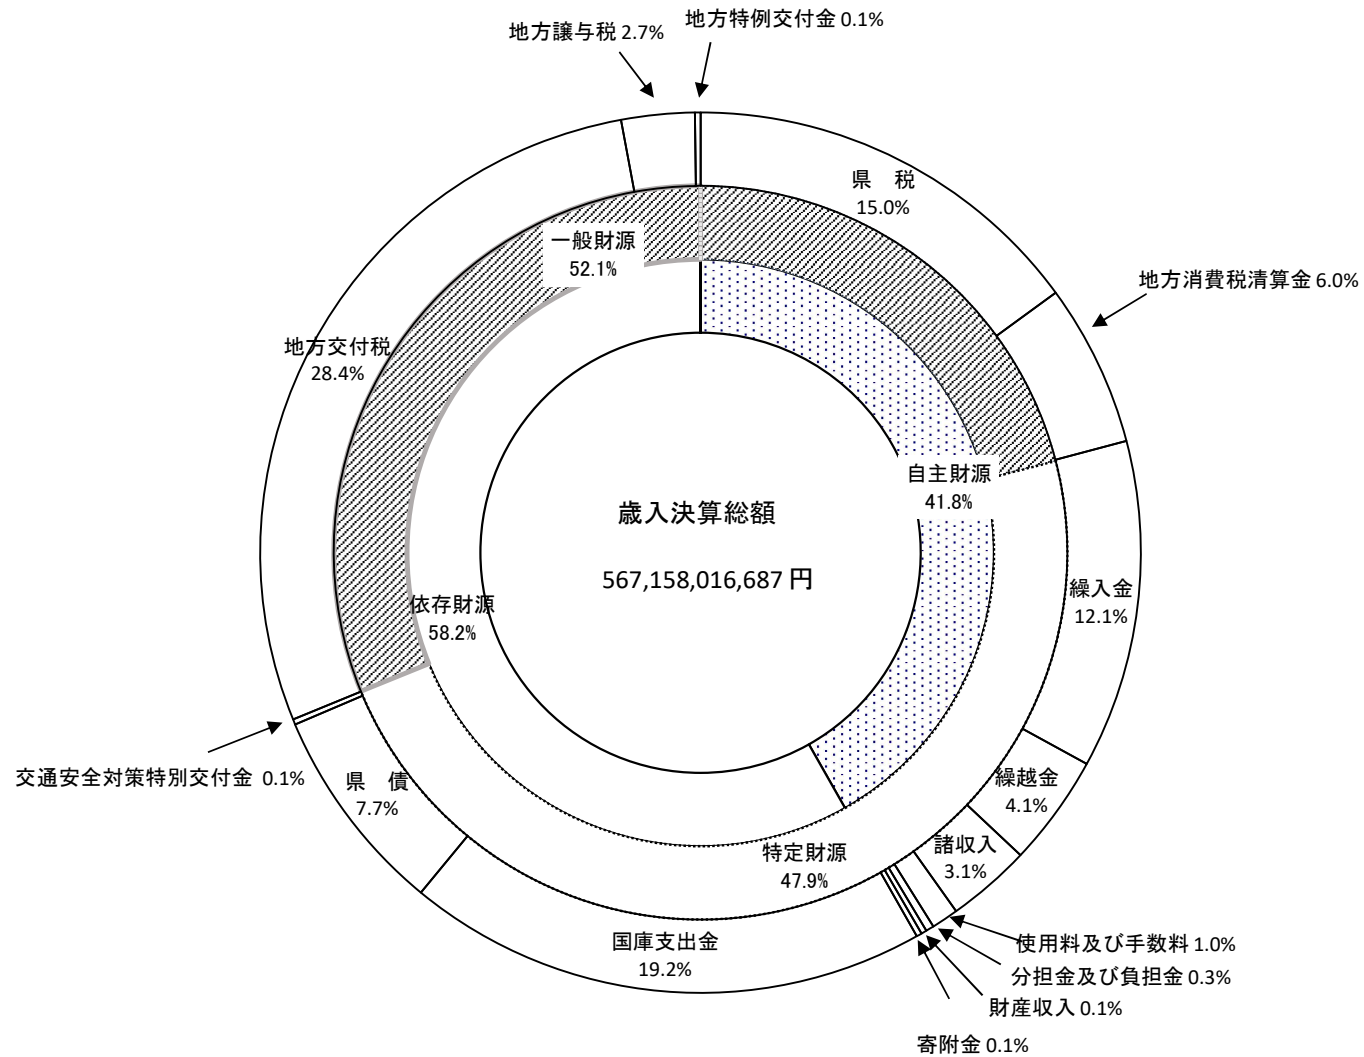 地方特例交付金 0.1%
地方譲与税 2.7%
県　税
15.0%
一般財源
52.1%
地方消費税清算金 6.0%
地方交付税
28.4%
自主財源
41.8%
歳入決算総額
567,158,016,687 円
繰入金
12.1%
依存財源
58.2%
交通安全対策特別交付金 0.1%
県　債
7.7%
繰越金
4.1%
諸収入
3.1%
特定財源
47.9%
国庫支出金
19.2%
使用料及び手数料 1.0%
分担金及び負担金 0.3%
財産収入 0.1%
寄附金 0.1%